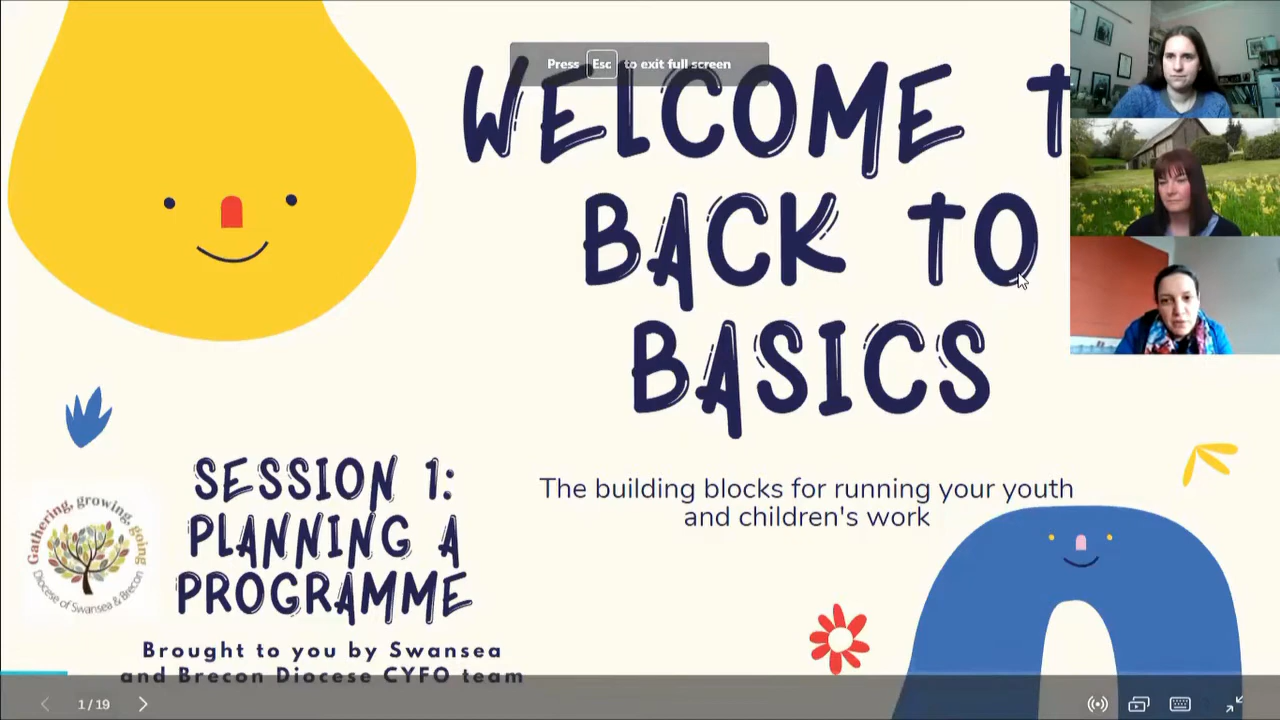 Press Esc to exit full screen
WELCOME T
BACK TO
BASICS
The building blocks for running your youth
and children's work
SESSION 1:
PLANNING A
PROGRAMME
Gathering, growing, going
Diocese of Swansea & Brecon
Brought to you by Swansea
and Brecon Diocese CYFO team
1 / 19